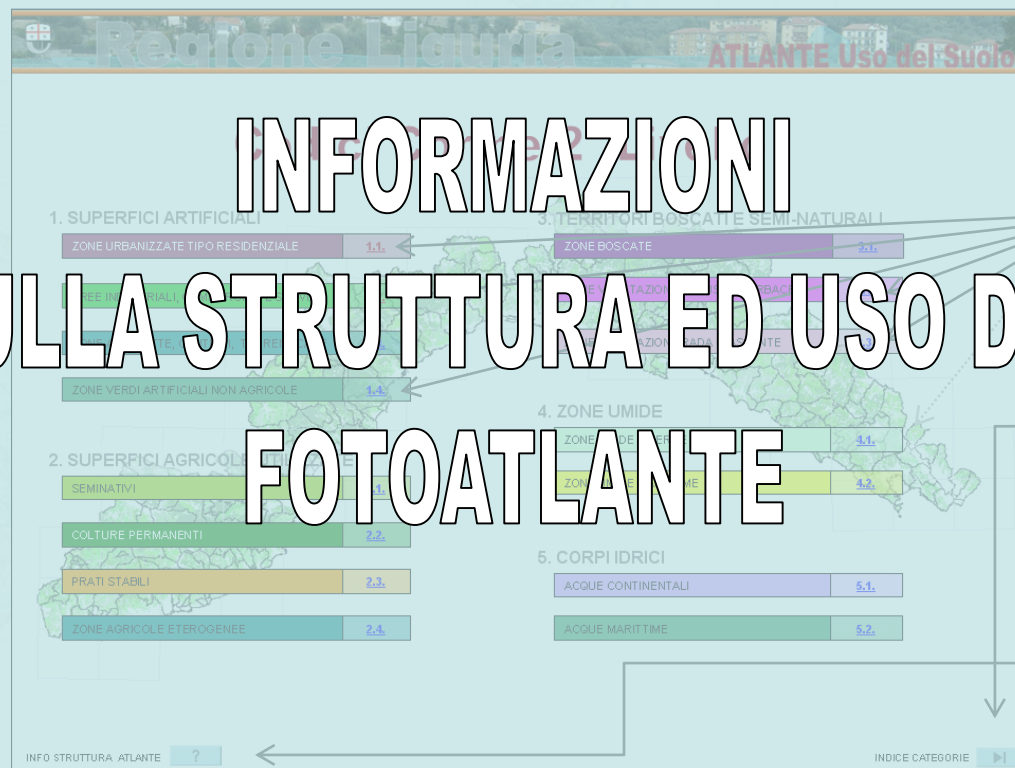 Regione Liguria
ATLANTE Uso del Suolo
INFORMAZIONI
1. SUPERFICI ARTIFICIALI
ZONE URBANIZZATE TIPO RESIDENZIALE 1.1.
ULLA STRUTTURA ED USO D
ZONE VERDI ARTIFICIALI NON AGRICOLE 1.4.
FOTOATLANTE
2. SUPERFICI AGRICOLE
SEMINATIVI
COLTURE PERMANENTI 2.2.
PRATI STABILI 2.3.
ZONE AGRICOLE ETEROGENEE 2.4.
3. TERRITORI BOSCATI E SEMI-NATURALI
ZONE BOSCATE 3.1.
4. ZONE UMIDE
4.1.
4.2.
5. CORPI IDRICI
ACQUE CONTINENTALI 5.1.
ACQUE MARITTIME 5.2.
INFO STRUTTURA ATLANTE ?
INDICE CATEGORIE